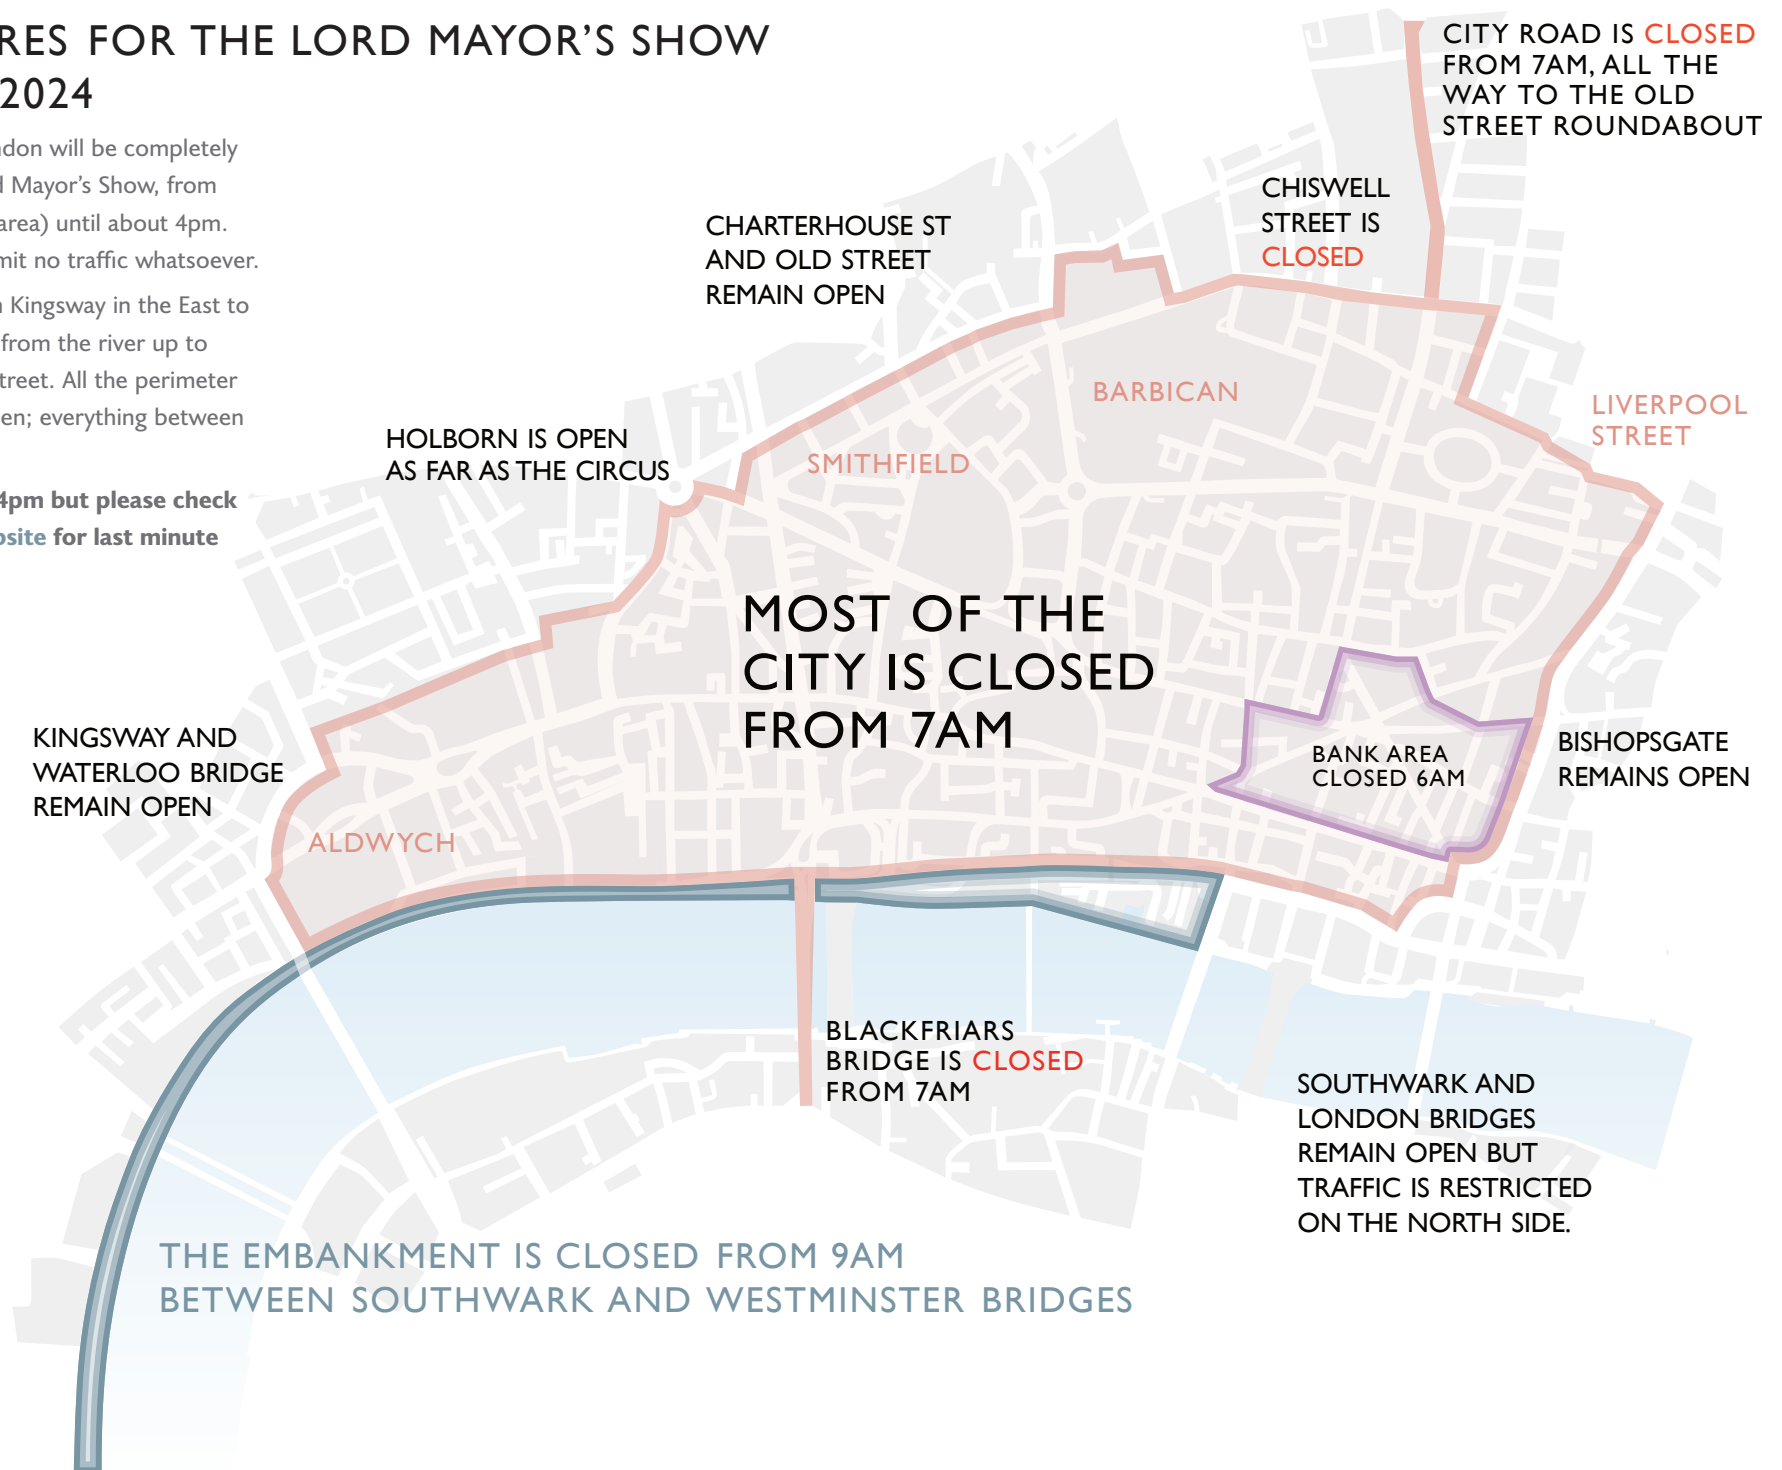 RES FOR THE LORD MAYOR'S SHOW
2024
don will be completely
d Mayor's Show, from
area) until about 4pm.
mit no traffic whatsoever.
n Kingsway in the East to
from the river up to
treet. All the perimeter
en; everything between
4pm but please check
bsite for last minute
CITY ROAD IS CLOSED
FROM 7AM, ALL THE
WAY TO THE OLD
STREET ROUNDABOUT
CHISWELL
STREET IS
CLOSED
CHARTERHOUSE ST
AND OLD STREET
REMAIN OPEN
BARBICAN
LIVERPOOL
STREET
HOLBORN IS OPEN
AS FAR AS THE CIRCUS
SMITHFIELD
MOST OF THE
CITY IS CLOSED
FROM 7AM
KINGSWAY AND
WATERLOO BRIDGE
REMAIN OPEN
BANK AREA
CLOSED 6AM
BISHOPSGATE
REMAINS OPEN
ALDWYCH
BLACKFRIARS
BRIDGE IS CLOSED
FROM 7AM
SOUTHWARK AND
LONDON BRIDGES
REMAIN OPEN BUT
TRAFFIC IS RESTRICTED
ON THE NORTH SIDE.
THE EMBANKMENT IS CLOSED FROM 9AM
BETWEEN SOUTHWARK AND WESTMINSTER BRIDGES